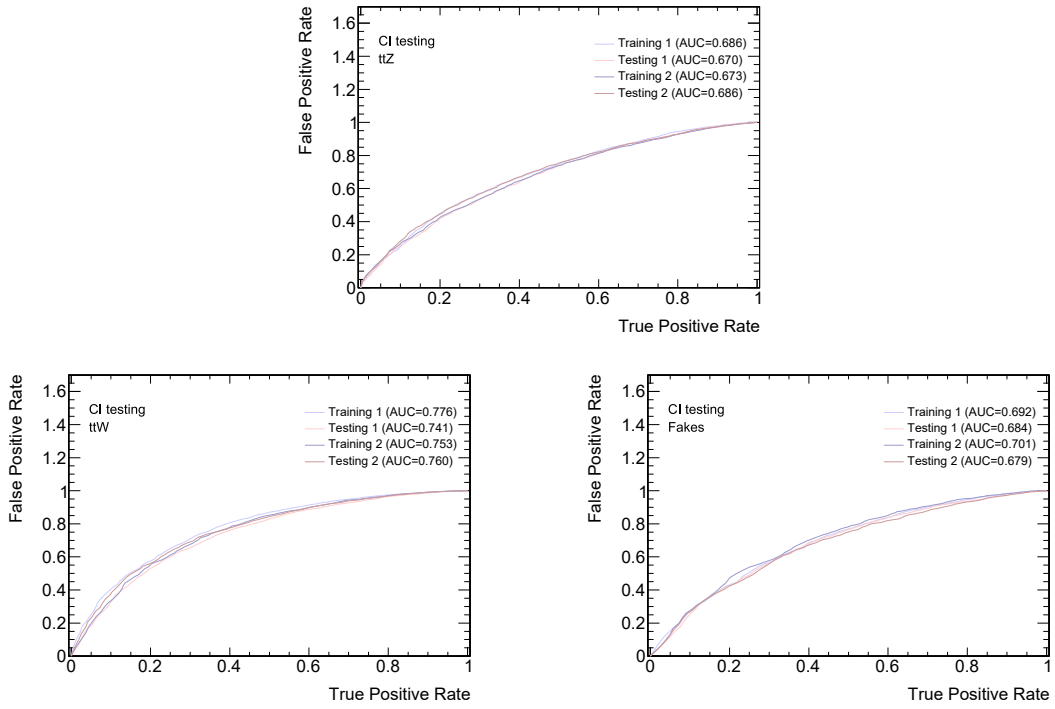 False Positive Rate
1.6
1.4
1.2
1
0.8
0.6
0.4
0.2
0
CI testing
ttZ
Training 1 (AUC=0.686)
Testing 1 (AUC=0.670)
Training 2 (AUC=0.673)
Testing 2 (AUC=0.686)
0 0.2 0.4 0.6 0.8 1
True Positive Rate
False Positive Rate
1.6
1.4
1.2
1
0.8
0.6
0.4
0.2
0
CI testing
ttW
Training 1 (AUC=0.776)
Testing 1 (AUC=0.741)
Training 2 (AUC=0.753)
Testing 2 (AUC=0.760)
0 0.2 0.4 0.6 0.8 1
True Positive Rate
False Positive Rate
1.6
1.4
1.2
1
0.8
0.6
0.4
0.2
0
CI testing
Fakes
Training 1 (AUC=0.692)
Testing 1 (AUC=0.684)
Training 2 (AUC=0.701)
Testing 2 (AUC=0.679)
0 0.2 0.4 0.6 0.8 1
True Positive Rate